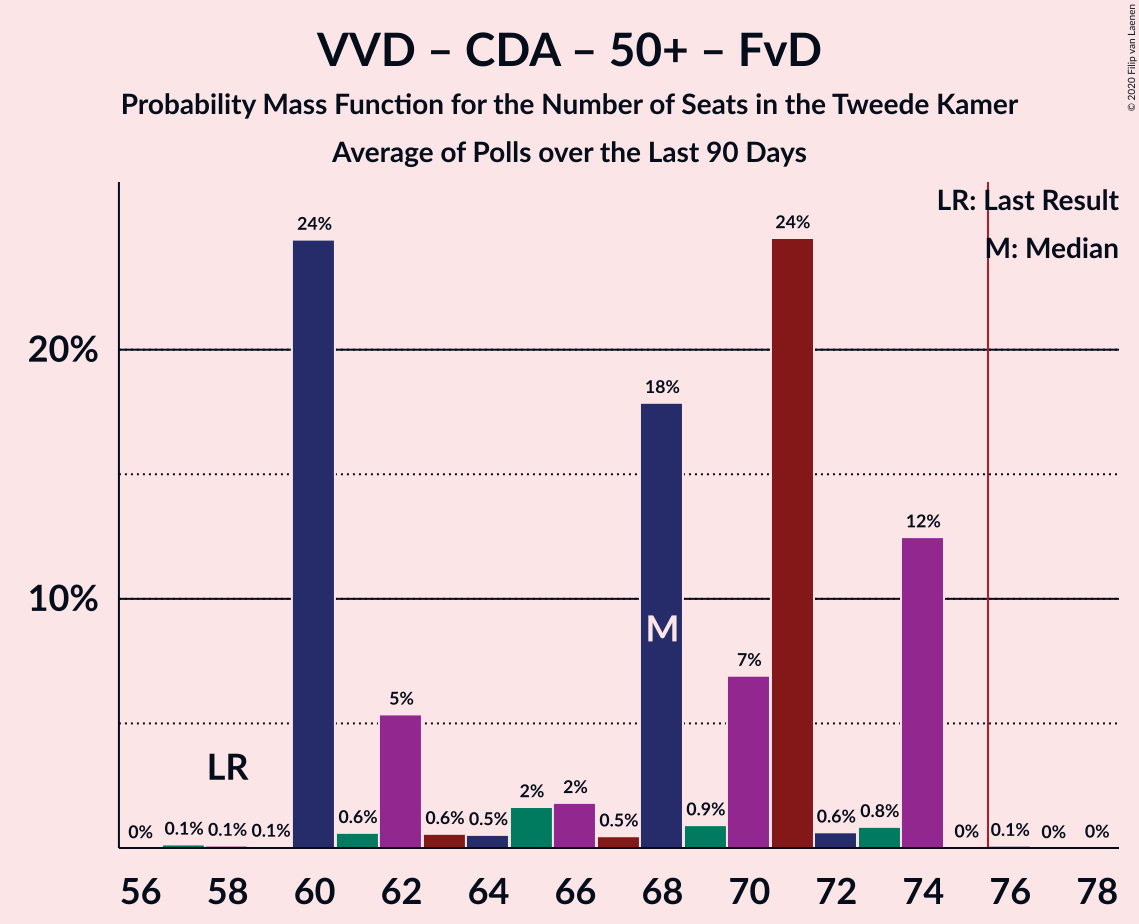 VVD – CDA – 50+ – FvD
Probability Mass Function for the Number of Seats in the Tweede Kamer
Average of Polls over the Last 90 Days
© 2020 Filip van Laenen
LR: Last Result
M: Median
20%
10%
0% 0.1% 0.1% 0.1% 24% 0.6% 5% 0.6% 0.5% 2% 2% 0.5% 18% 0.9% 7% 24% 0.6% 0.8% 12% 0% 0.1% 0% 0%
LR
M
56 58 60 62 64 66 68 70 72 74 76 78